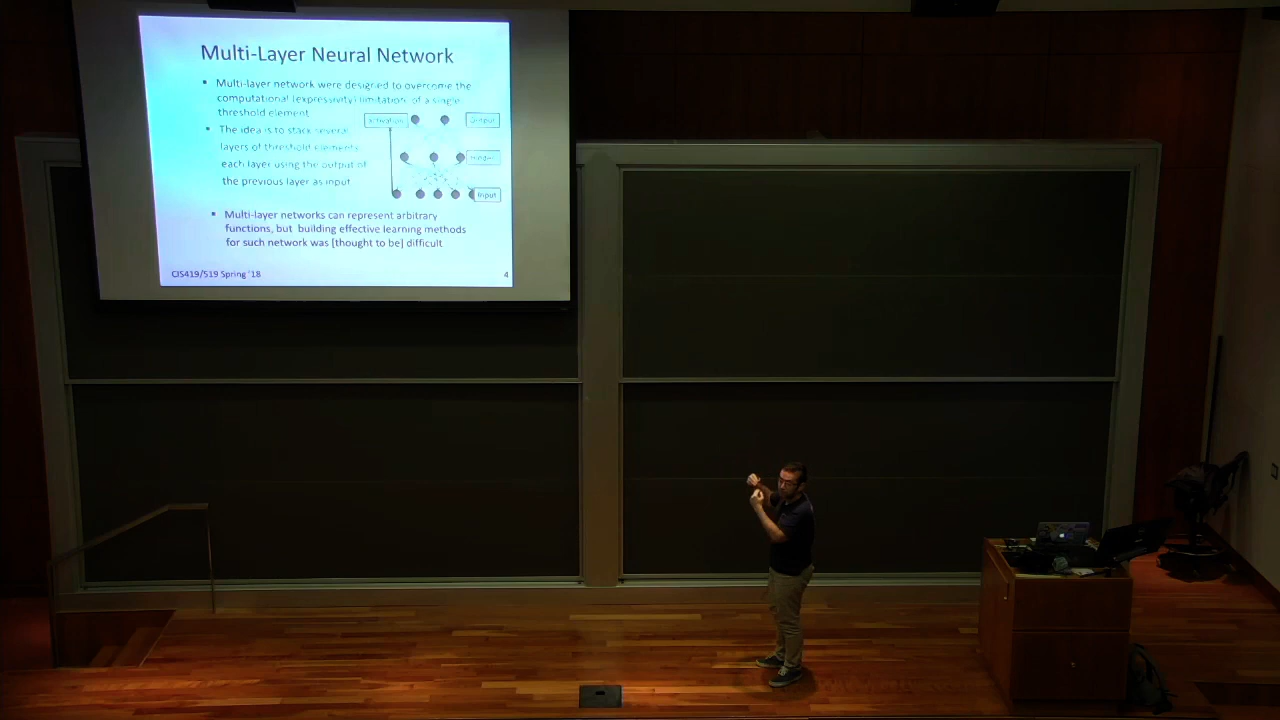 Multi-Layer Neural Network
▪ Multi-layer network were designed to overcome the
computational (expressivity) limitation of a single
threshold element.
▪ The idea is to stack several
layers of threshold elements,
each layer using the output of
the previous layer as input
activation
Output
Hidden
Input
▪ Multi-layer networks can represent arbitrary
functions, but building effective learning methods
for such network was [thought to be] difficult
CIS419/519 Spring '18
4